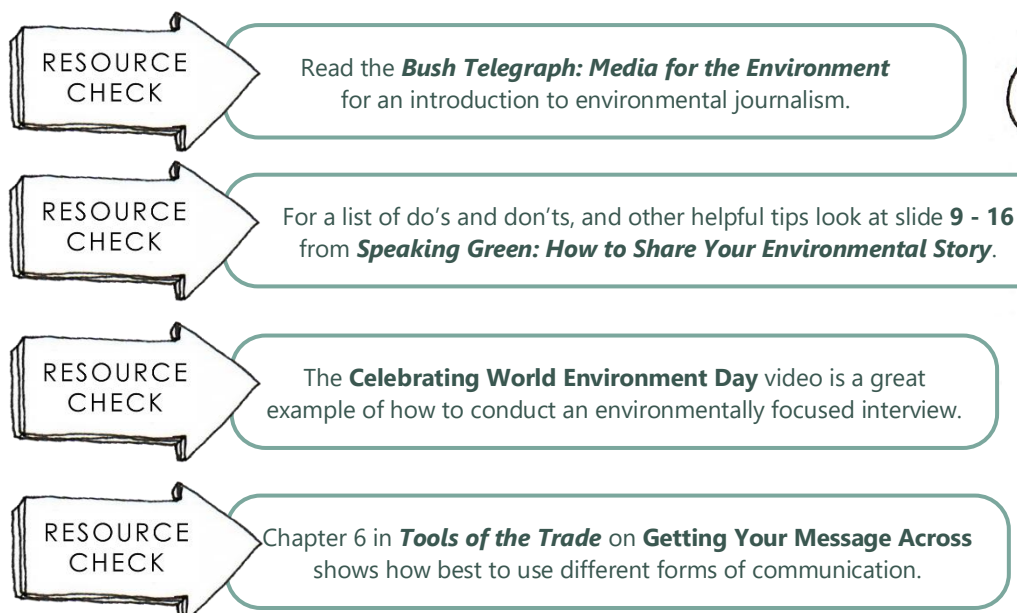 RESOURCE
CHECK
Read the Bush Telegraph: Media for the Environment
for an introduction to environmental journalism.
RESOURCE
CHECK
For a list of do's and don'ts, and other helpful tips look at slide 9 - 16
from Speaking Green: How to Share Your Environmental Story.
RESOURCE
CHECK
The Celebrating World Environment Day video is a great
example of how to conduct an environmentally focused interview.
RESOURCE
CHECK
Chapter 6 in Tools of the Trade on Getting Your Message Across
shows how best to use different forms of communication.